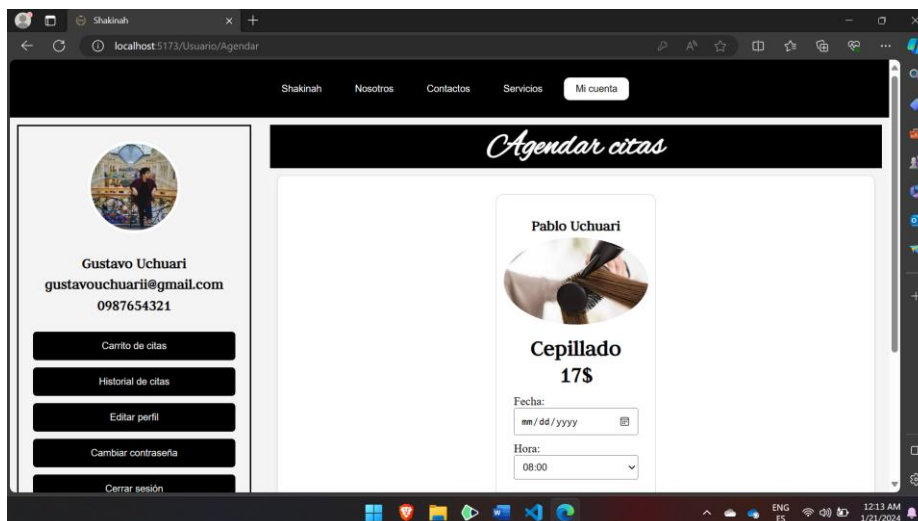 Shakinah
localhost:5173/Usuario/Agendar
Shakinah Nosotros Contactos Servicios Mi cuenta
Agendar citas
Gustavo Uchuari
gustavouchuarii@gmail.com
0987654321
Carrito de citas
Historial de citas
Editar perfil
Cambiar contraseña
Cerrar sesión
Pablo Uchuari
Cepillado
17$
Fecha:
mm/dd/yyyy
Hora:
08:00
ENG
ES
12:13 AM
1/21/2024